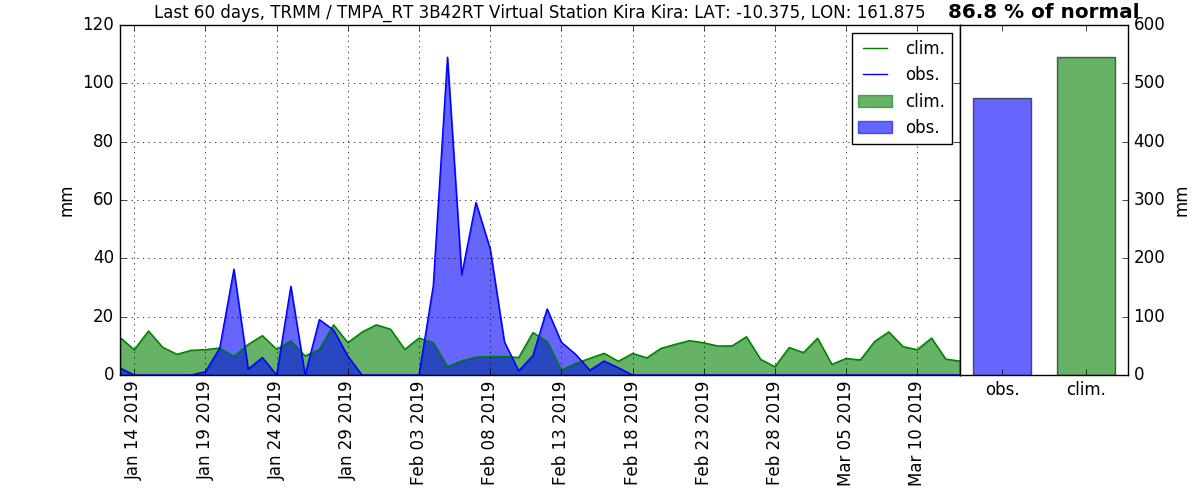 Last 60 days, TRMM / TMPA_RT 3B42RT Virtual Station Kira Kira: LAT: -10.375, LON: 161.875
86.8 % of normal
120
100
80
60
40
20
0
mm
clim.
obs.
clim.
obs.
600
500
400
300
200
100
0
mm
obs.
clim.
Jan 14 2019
Jan 19 2019
Jan 24 2019
Jan 29 2019
Feb 03 2019
Feb 08 2019
Feb 13 2019
Feb 18 2019
Feb 23 2019
Feb 28 2019
Mar 05 2019
Mar 10 2019